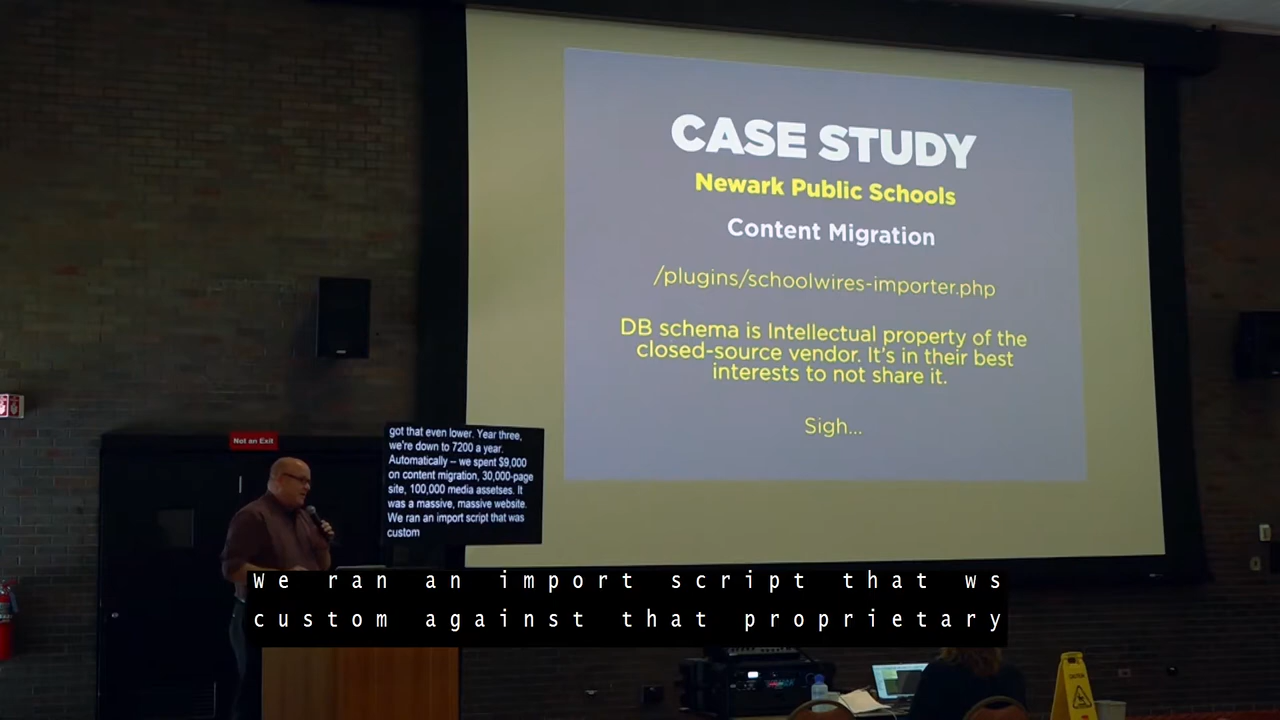 CASE STUDY
Newark Public Schools
Content Migration
/plugins/schoolwires-importer.php
DB schema is Intellectual property of the
closed-source vendor. It's in their best
interests to not share it.
Sigh...
Not an Exit
got that even lower. Year three,
we're down to 7200 a year.
Automatically – we spent $9,000
on content migration, 30,000-page
site, 100,000 media assetses. It
was a massive, massive website.
We ran an import script that was
custom
We ran an import script that ws
custom against that proprietary
CAUTION